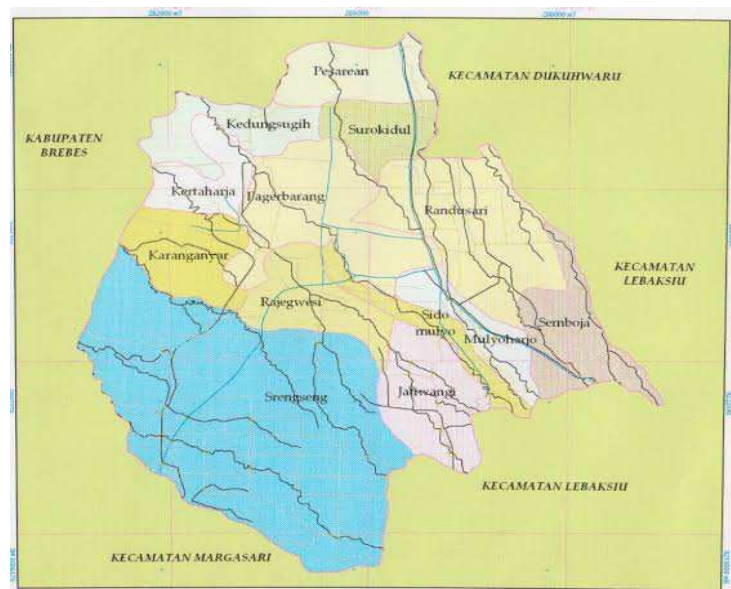 Pesarean
KECAMATAN DUKUHWARU
Kedungsugih
Surokidul
KABUPATEN
BREBES
Kertaharja
Pagerbarang
Randusari
Karanganyar
KECAMATAN
LEBAKSIU
Rajegwesi
Sido
mulyo
Semboja
Mulyoharjo
Srengseng
Jatiwangi
KECAMATAN LEBAKSIU
KECAMATAN MARGASARI